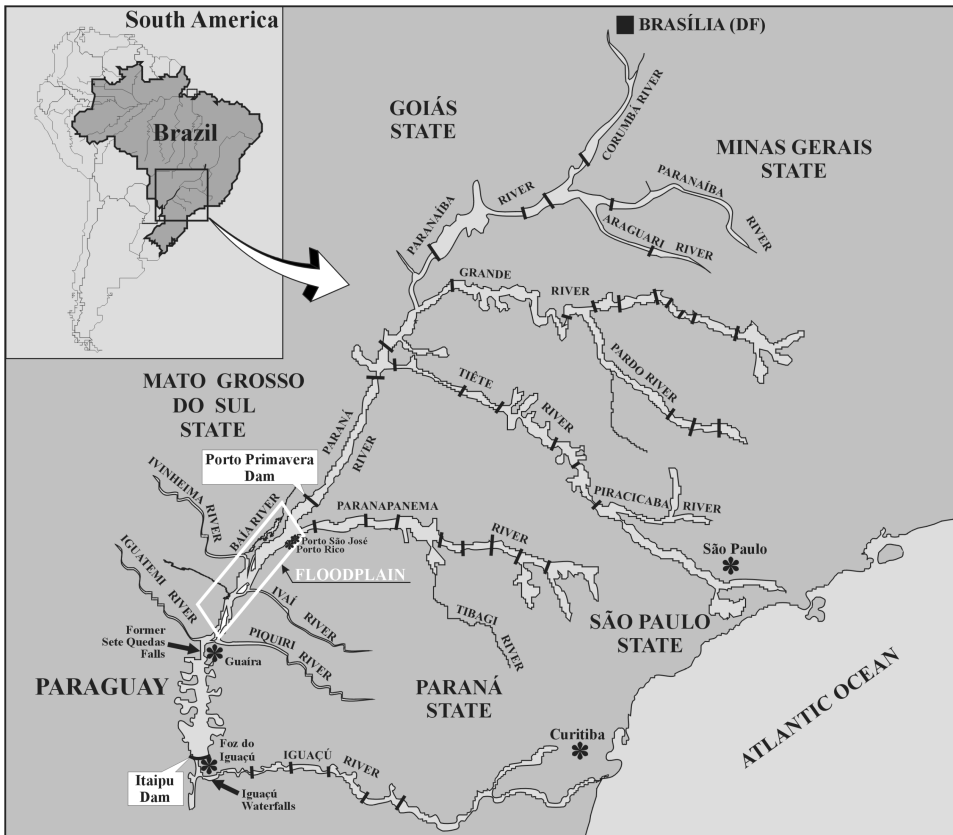 South America
Brazil
BRASÍLIA (DF)
GOIÁS
STATE
CORUMBÁ RIVER
MINAS GERAIS
STATE
PARANAÍBA
RIVER
PARANAÍBA
RIVER
ARAGUARI RIVER
GRANDE
RIVER
PARDO RIVER
MATO GROSSO
DO SUL
STATE
TIÊTE
RIVER
PARANÁ
RIVER
Porto Primavera
Dam
IVINHEIMA
RIVER
BAÍA RIVER
PARANAPANEMA
RIVER
PIRACICABA
RIVER
Porto São José
Porto Rico
São Paulo
IGUATEMI
RIVER
FLOODPLAIN
IVAÍ
RIVER
TIBAGI
RIVER
SÃO PAULO
STATE
Former
Sete Quedas
Falls
PIQUIRI
RIVER
Guaíra
PARAGUAY
PARANÁ
STATE
ATLANTIC OCEAN
Curitiba
Foz do
Iguaçú
IGUAÇÚ
RIVER
Itaipu
Dam
Iguaçú
Waterfalls